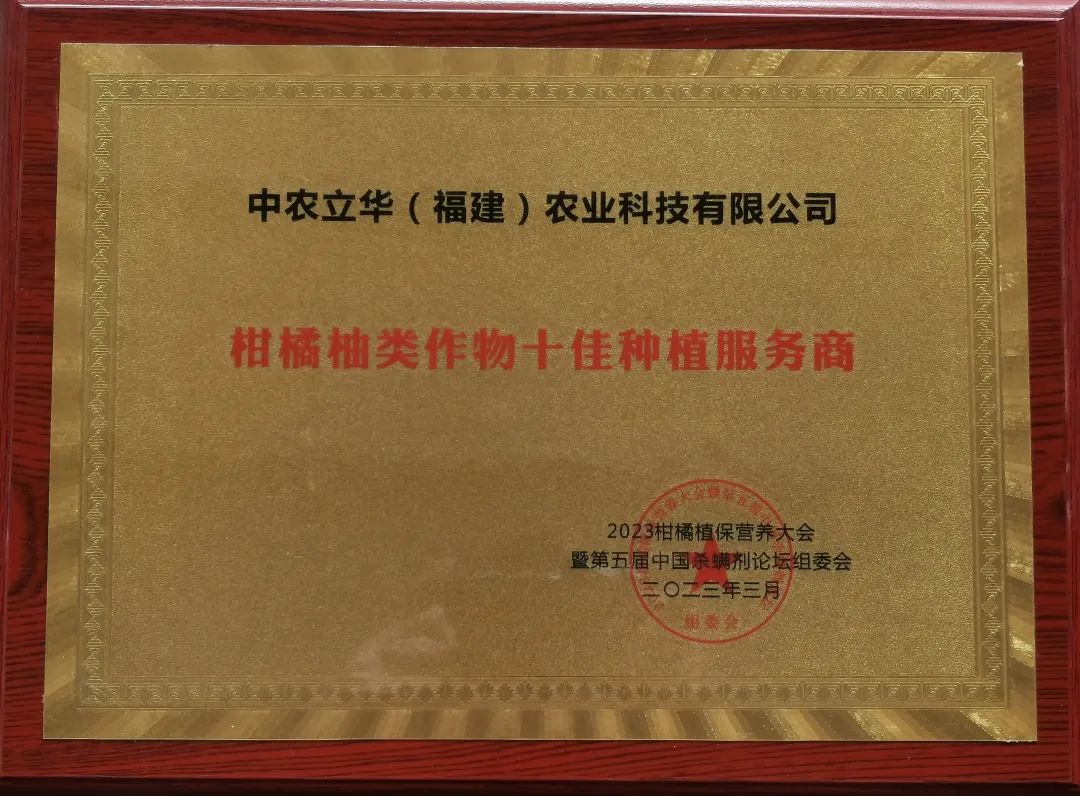 中农立华（福建）农业科技有限公司
柑橘柚类作物十佳种植服务商
2023柑橘植保营养大会
暨第五届中国杀螨剂论坛组委会
二〇二三年三月
组委会